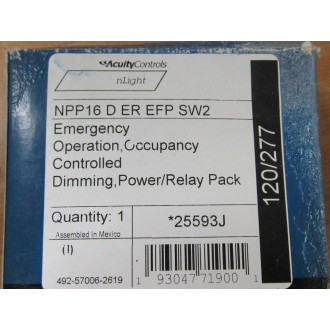 AcuityControls
nLight
NPP16 D ER EFP SW2
Emergency
Operation,Occupancy
Controlled
Dimming,Power/Relay Pack
120/277
Quantity: 1
*25593J
Assembled in Mexico
(1)
492-57006-2619
1 93047 71900 1